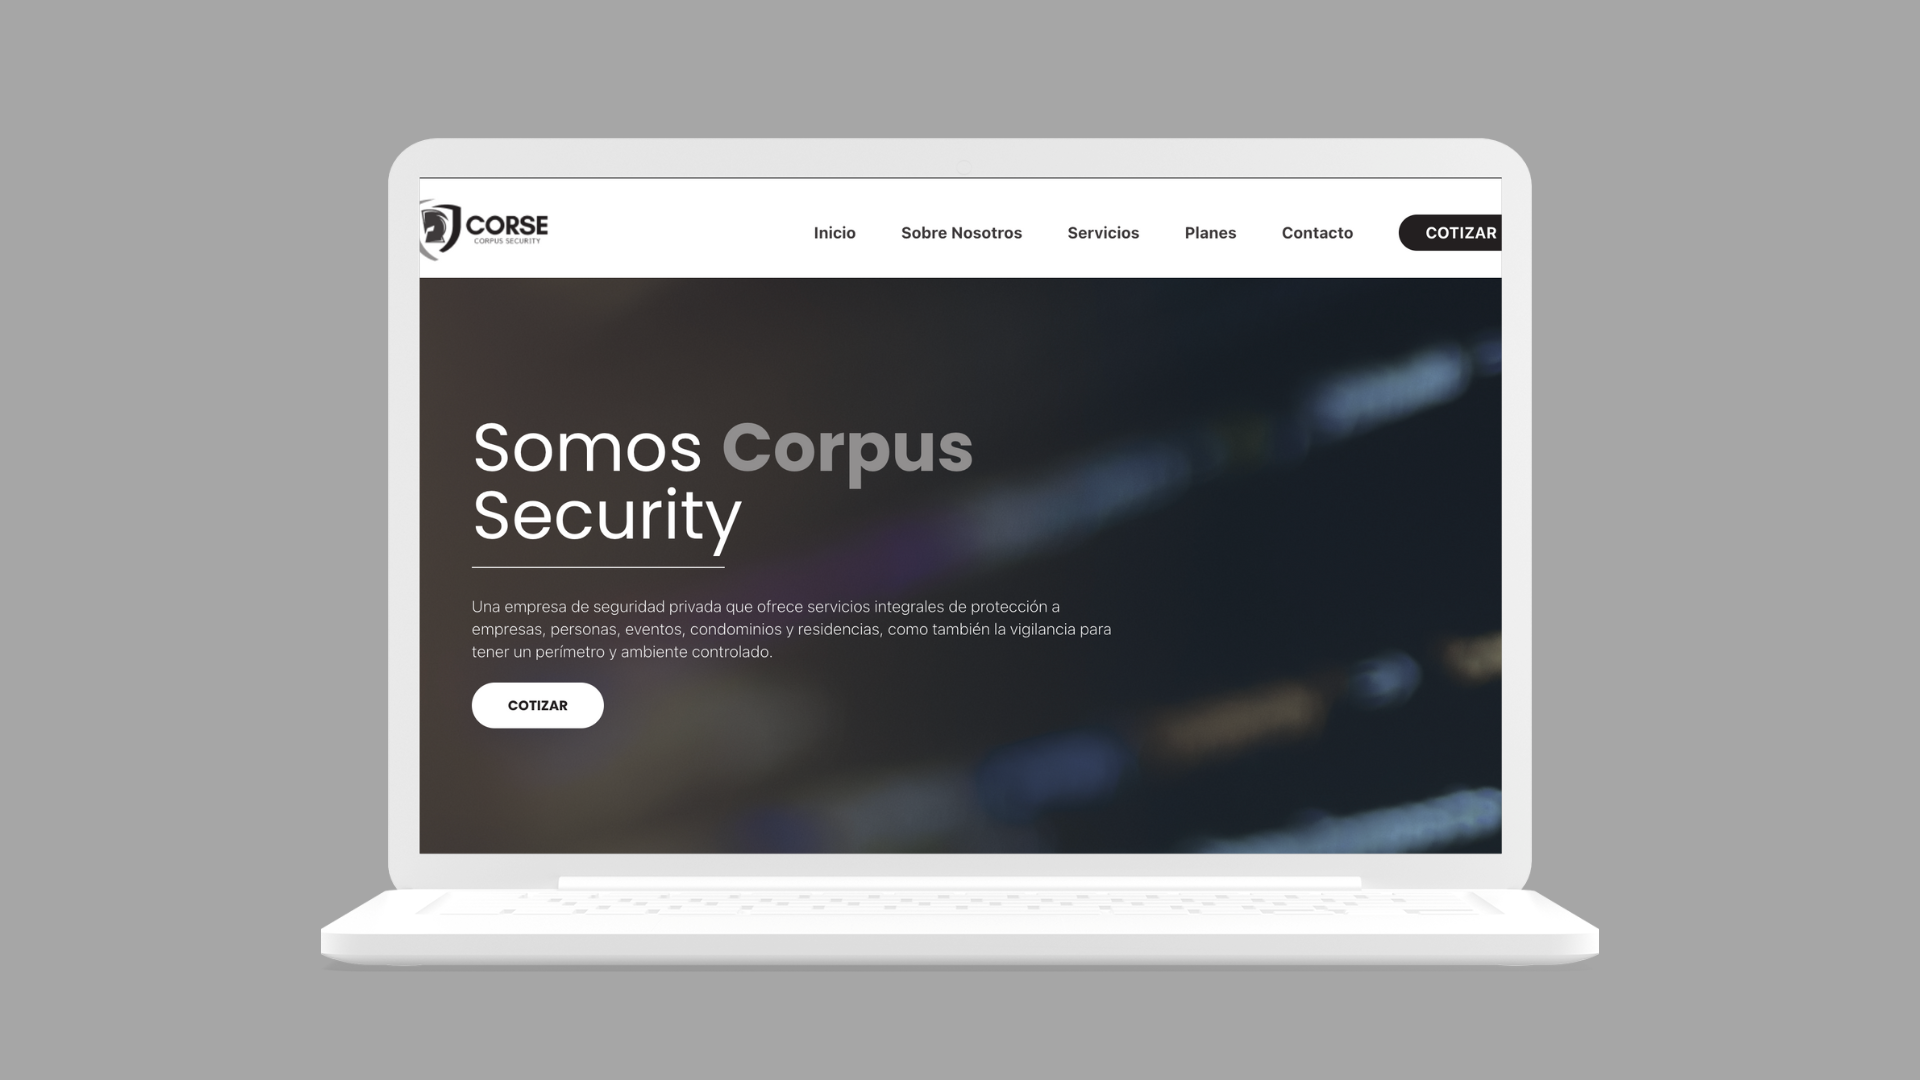 CORSE
CORPUS SECURITY
Inicio Sobre Nosotros Servicios Planes Contacto COTIZAR
Somos Corpus
Security
Una empresa de seguridad privada que ofrece servicios integrales de protección a
empresas, personas, eventos, condominios y residencias, como también la vigilancia para
tener un perímetro y ambiente controlado.
COTIZAR